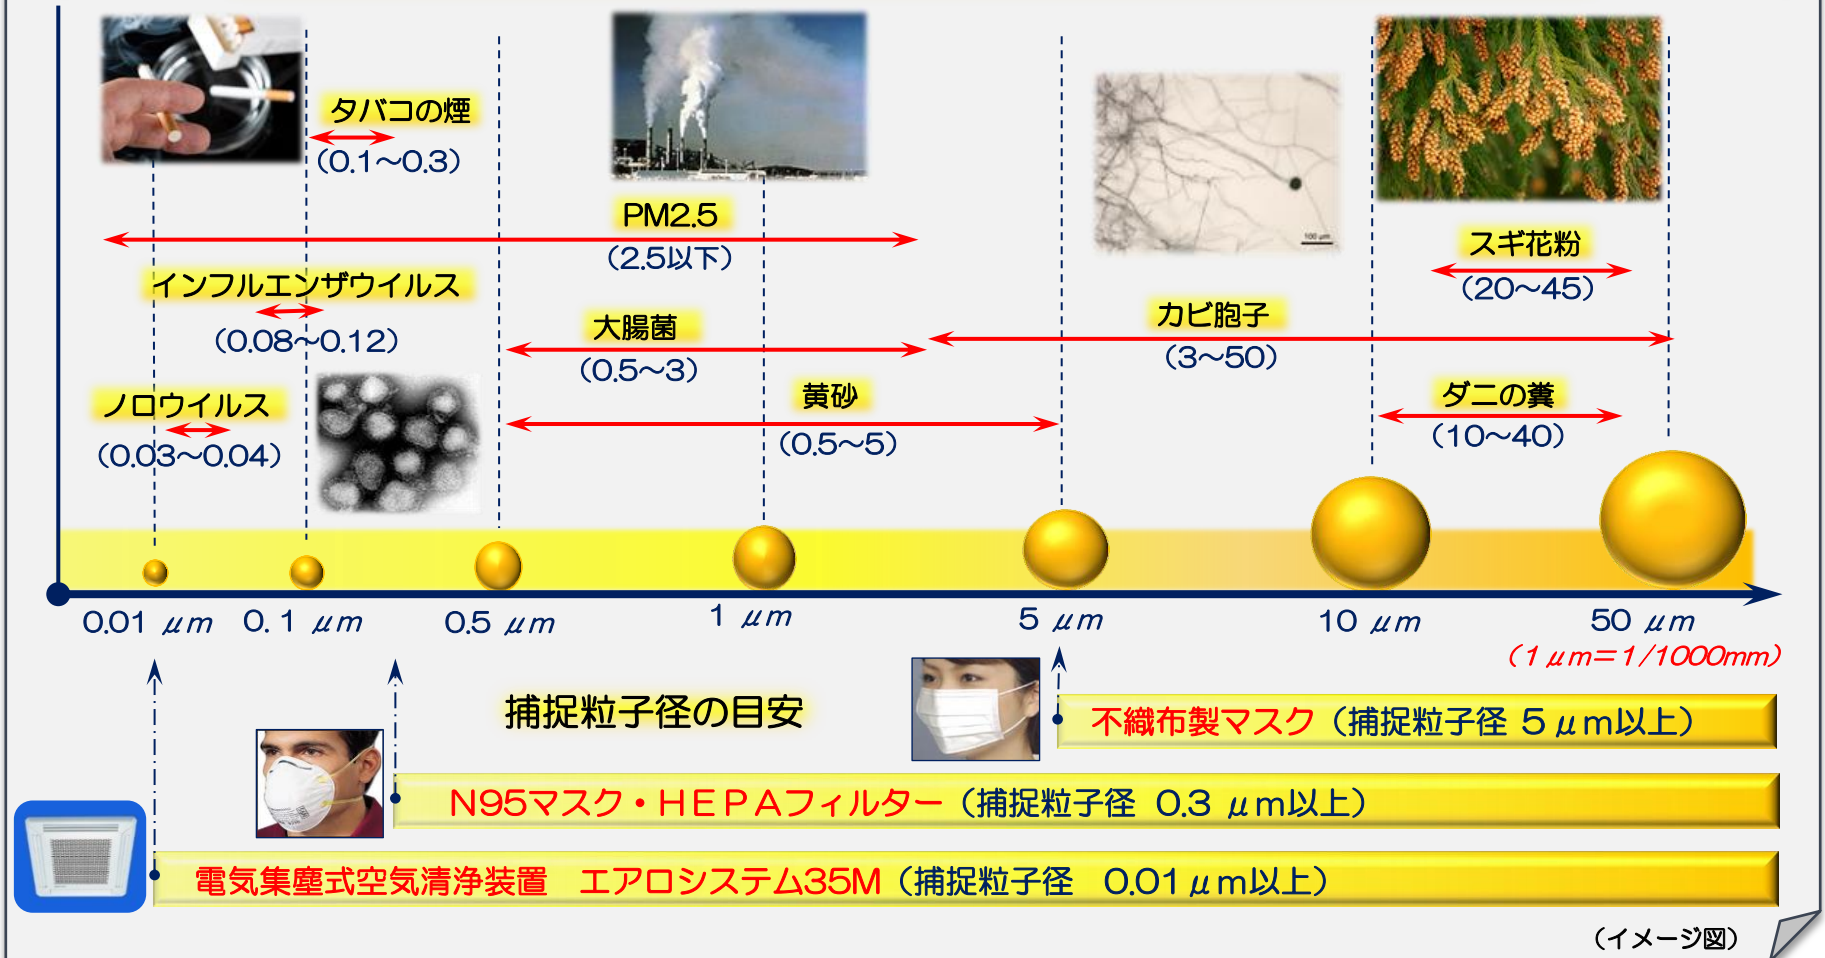 タバコの煙
（0.1～0.3）
PM2.5
（2.5以下）
100 μm
スギ花粉
（20～45）
インフルエンザウイルス
（0.08～0.12）
大腸菌
（0.5～3）
カビ胞子
（3～50）
ノロウイルス
（0.03～0.04）
黄砂
（0.5～5）
ダニの糞
（10～40）
0.01 μm 0.1 μm 0.5 μm 1 μm 5 μm 10 μm 50 μm
（1μm＝1/1000mm）
捕捉粒子径の目安
不織布製マスク（捕捉粒子径 5μm以上）
N95マスク・HEPAフィルター（捕捉粒子径 0.3 μm以上）
電気集塵式空気清浄装置 エアロシステム35M（捕捉粒子径 0.01μm以上）
（イメージ図）